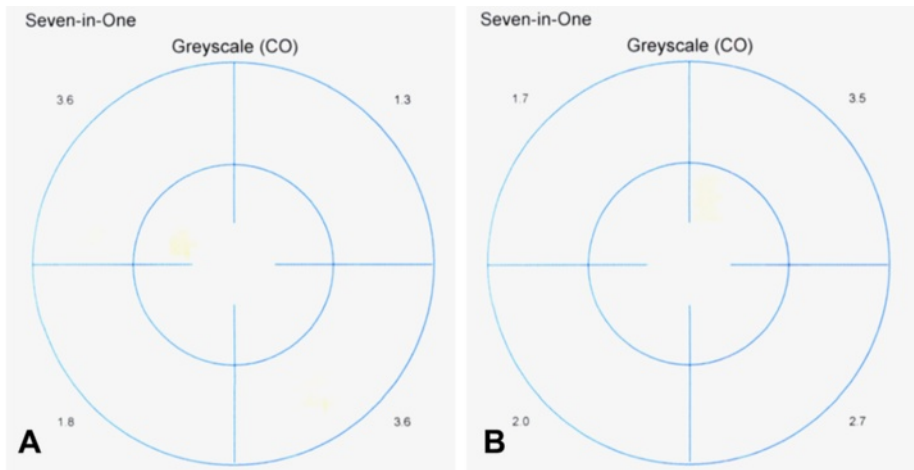 Seven-in-One
Greyscale (CO)
3.6
1.3
1.8
3.6
A
Seven-in-One
Greyscale (CO)
1.7
3.5
2.0
2.7
B